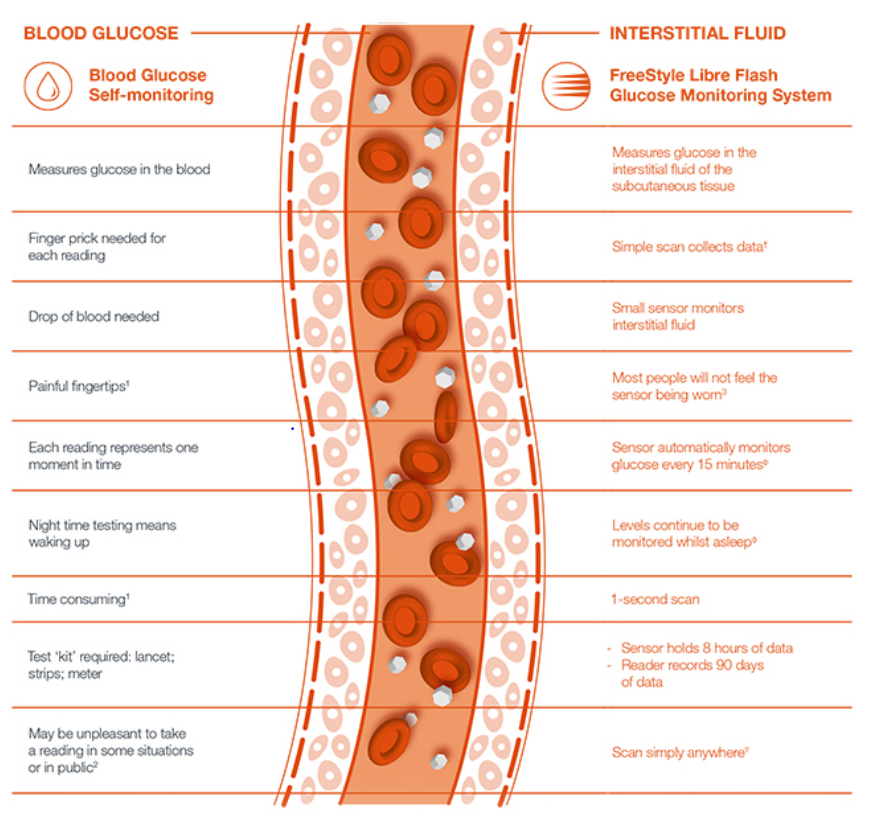 BLOOD GLUCOSE
INTERSTITIAL FLUID
Blood Glucose
Self-monitoring
FreeStyle Libre Flash
Glucose Monitoring System
Measures glucose in the blood
Measures glucose in the
interstitial fluid of the
subcutaneous tissue
Finger prick needed for
each reading
Simple scan collects data†
Drop of blood needed
Small sensor monitors
interstitial fluid
Painful fingertips¹
Most people will not feel the
sensor being worn³
Each reading represents one
moment in time
Sensor automatically monitors
glucose every 15 minutesᶲ
Night time testing means
waking up
Levels continue to be
monitored whilst asleepᶲ
Time consuming¹
1-second scan
Test ‘kit’ required: lancet;
strips; meter
- Sensor holds 8 hours of data
- Reader records 90 days
of data
May be unpleasant to take
a reading in some situations
or in public²
Scan simply anywhere⁷